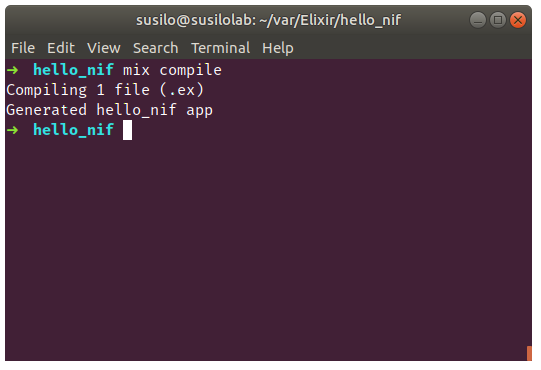 susilo@susilolab: ~/var/Elixir/hello_nif
File Edit View Search Terminal Help
➜ hello_nif mix compile
Compiling 1 file (.ex)
Generated hello_nif app
➜ hello_nif